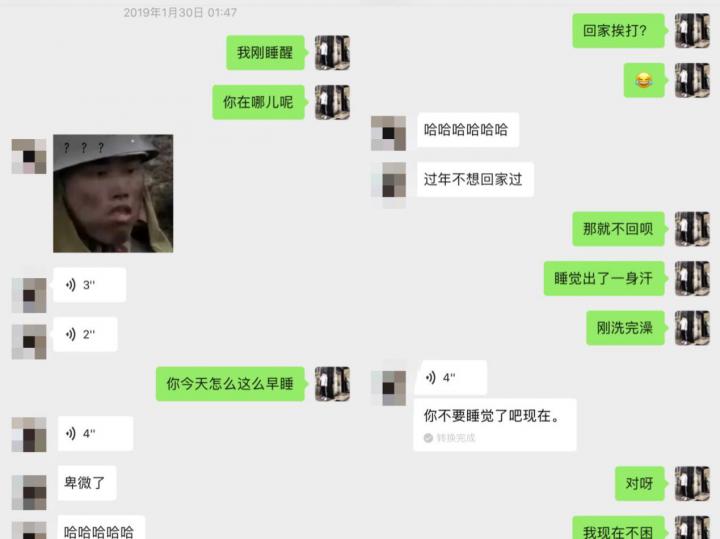 2019年1月30日 01:47
我刚睡醒
你在哪儿呢
？？？
3"
2"
你今天怎么这么早睡
4"
卑微了
哈哈哈哈哈
回家挨打？
哈哈哈哈哈哈
过年不想回家过
那就不回呗
睡觉出了一身汗
刚洗完澡
4"
你不要睡觉了吧现在。
转换完成
对呀
我现在不困